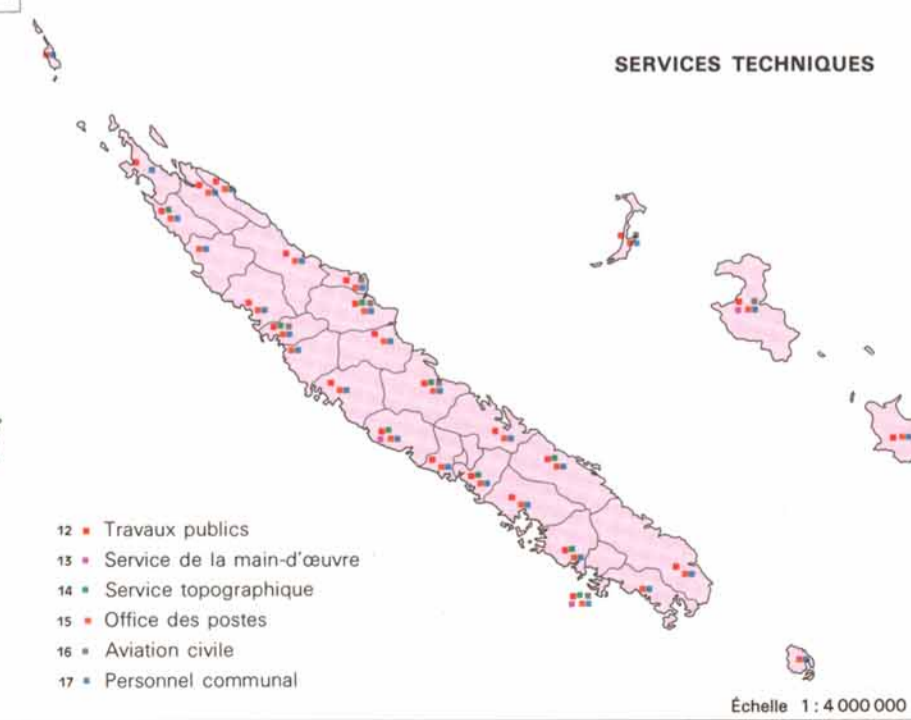 SERVICES TECHNIQUES
12 Travaux publics
13 Service de la main-d'œuvre
14 Service topographique
15 Office des postes
16 Aviation civile
17 Personnel communal
Échelle 1 : 4 000 000